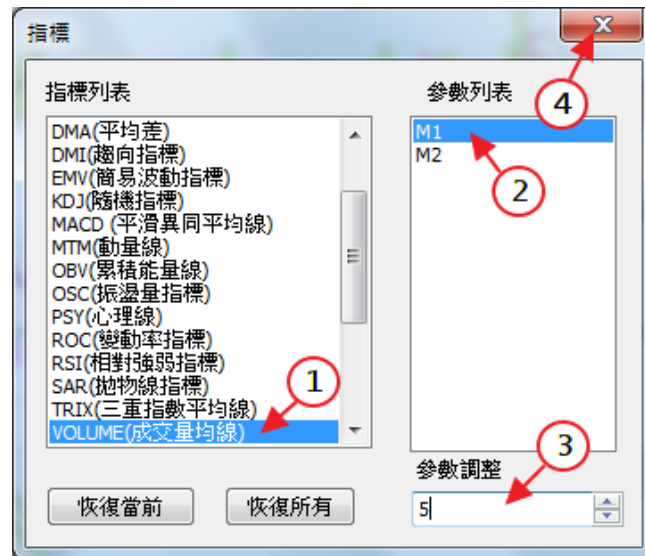 指標
指標列表
參數列表
4
DMA(平均差)
DMI(趨向指標)
EMV(簡易波動指標)
KDJ(隨機指標)
MACD (平滑異同平均線)
MTM(動量線)
OBV(累積能量線)
OSC(振盪量指標)
PSY(心理線)
ROC(變動率指標)
RSI(相對強弱指標)
SAR(拋物線指標)
TRIX(三重指數平均線)
VOLUME(成交量均線)
1
M1
M2
2
3
參數調整
恢復當前
恢復所有
5